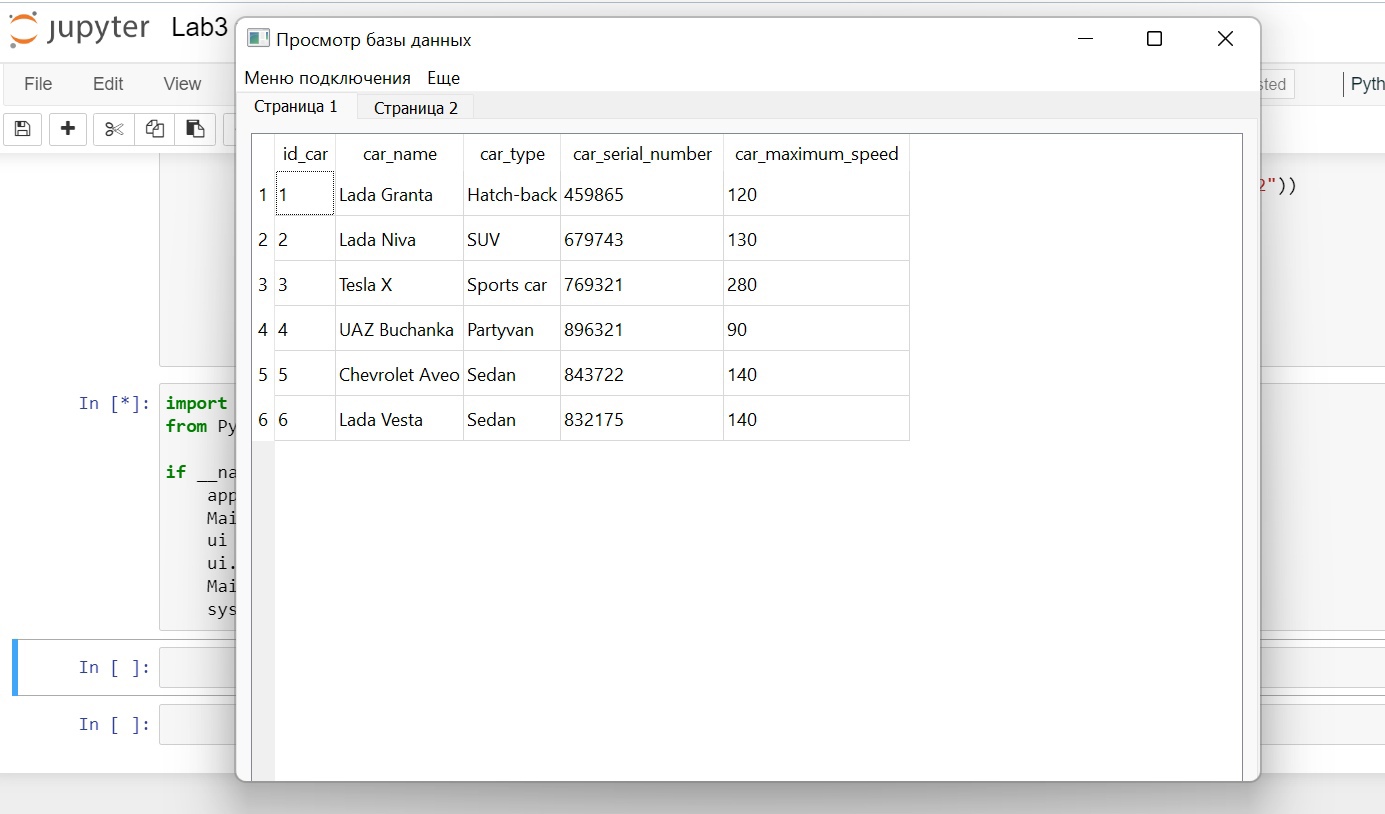 jupyter Lab3
Просмотр базы данных
File Edit View
Меню подключения Еще
Страница 1 Страница 2
id_car car_name car_type car_serial_number car_maximum_speed
1 1 Lada Granta Hatch-back 459865 120
2"))
2 2 Lada Niva SUV 679743 130
3 3 Tesla X Sports car 769321 280
4 4 UAZ Buchanka Partyvan 896321 90
5 5 Chevrolet Aveo Sedan 843722 140
6 6 Lada Vesta Sedan 832175 140
In [*]: import
from Py
if __na
app
Mai
ui
ui.
Mai
sys
In [ ]:
In [ ]: